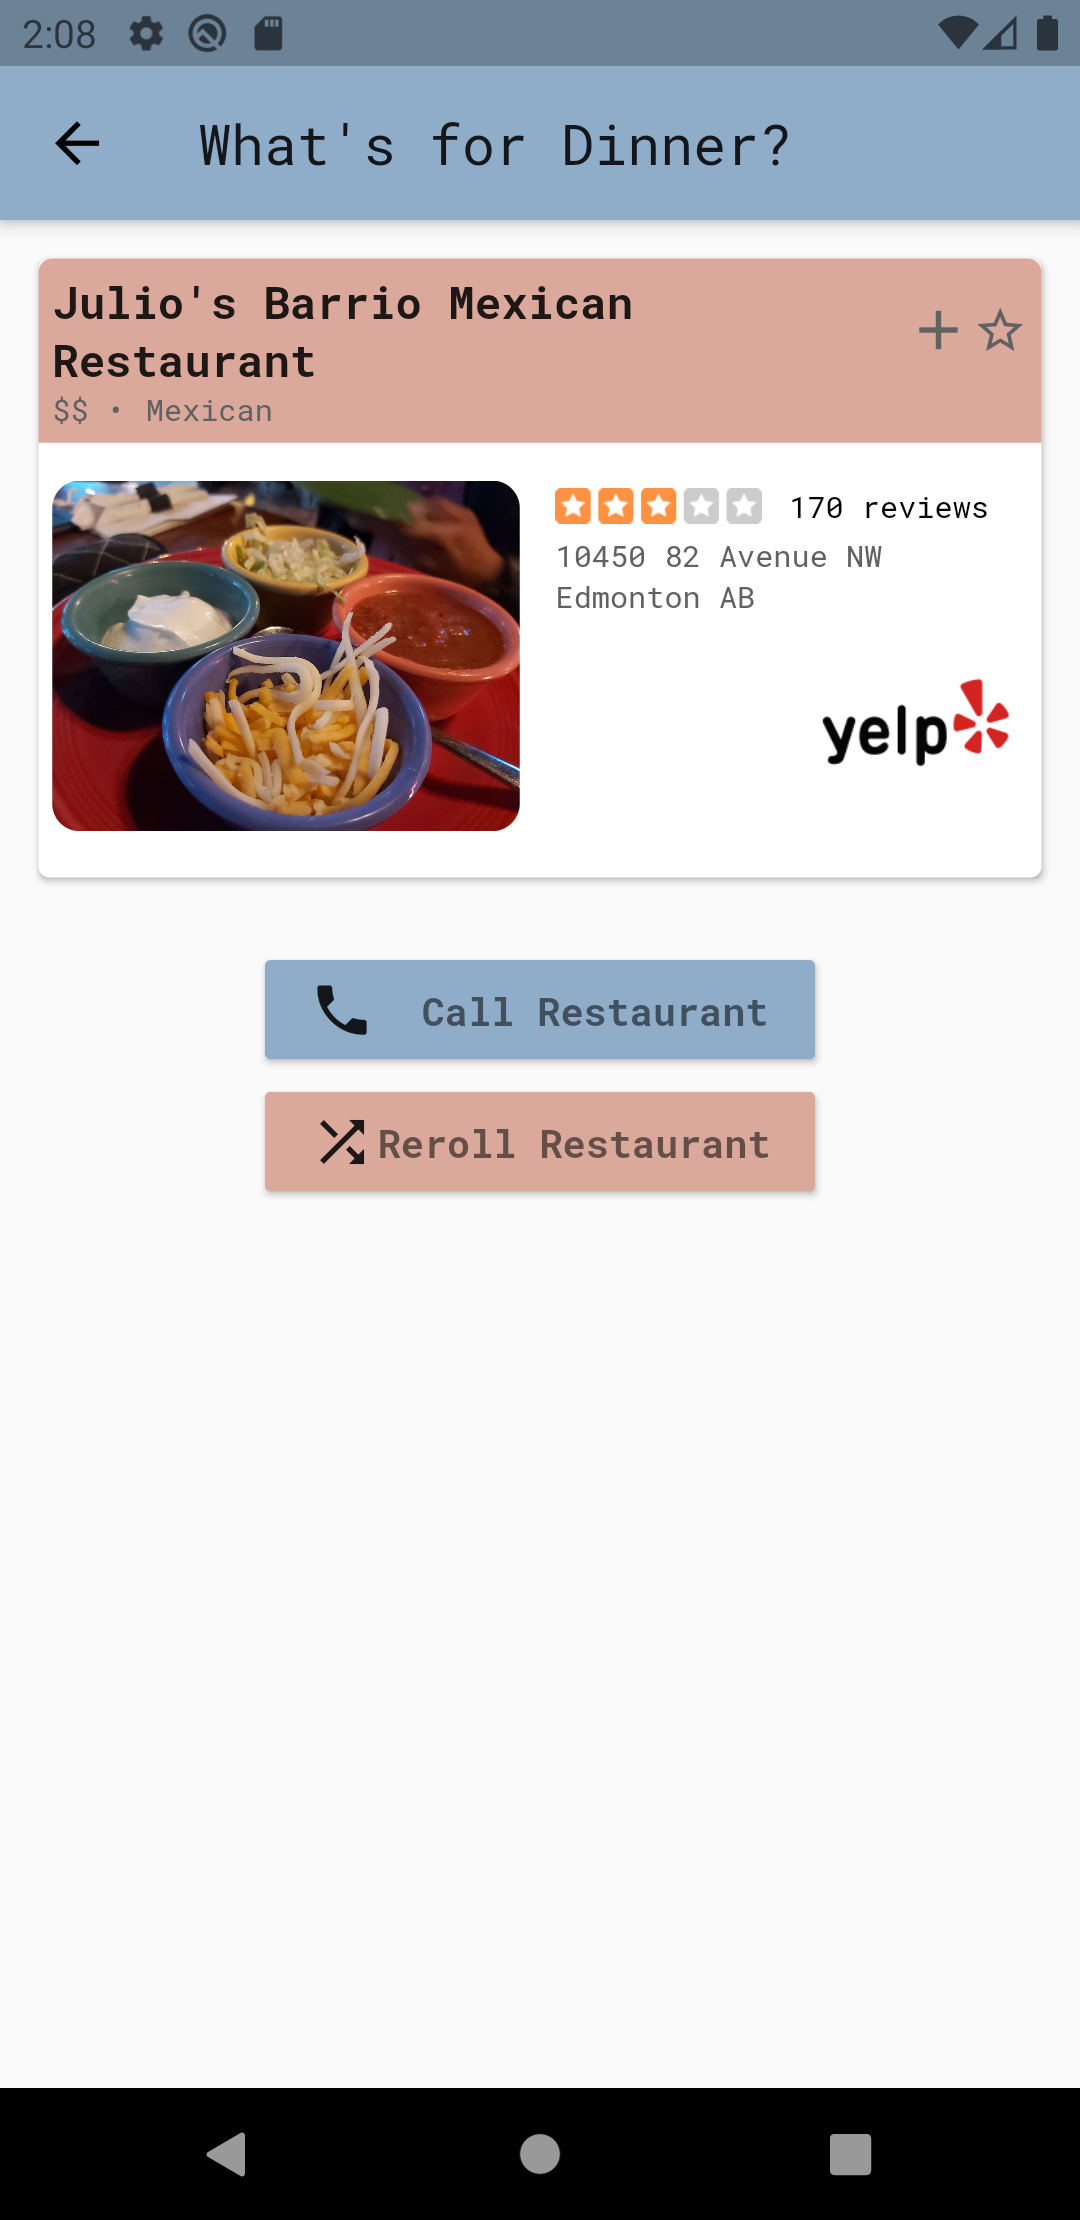 2:08
What's for Dinner?
Julio's Barrio Mexican
Restaurant
$$ • Mexican
170 reviews
10450 82 Avenue NW
Edmonton AB
yelp
Call Restaurant
Reroll Restaurant